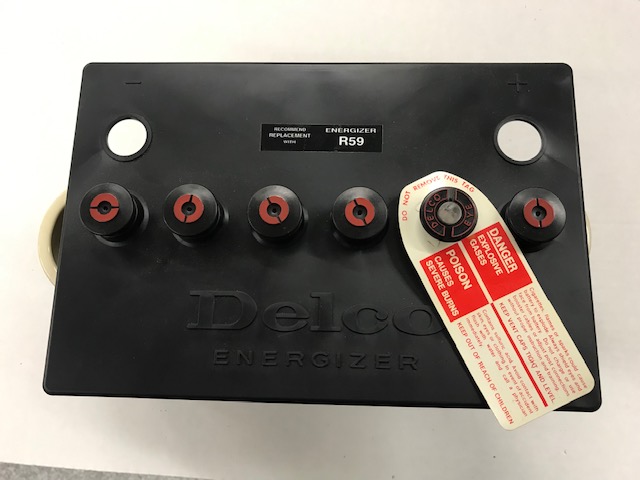 − +
RECOMMEND
REPLACEMENT
WITH
ENERGIZER
R59
DO NOT REMOVE THIS TAG
DELCO EYE
DANGER
EXPLOSIVE
GASES
POISON
CAUSES
SEVERE BURNS
KEEP VENT CAPS TIGHT AND LEVEL
KEEP OUT OF REACH OF CHILDREN
Delco
ENERGIZER